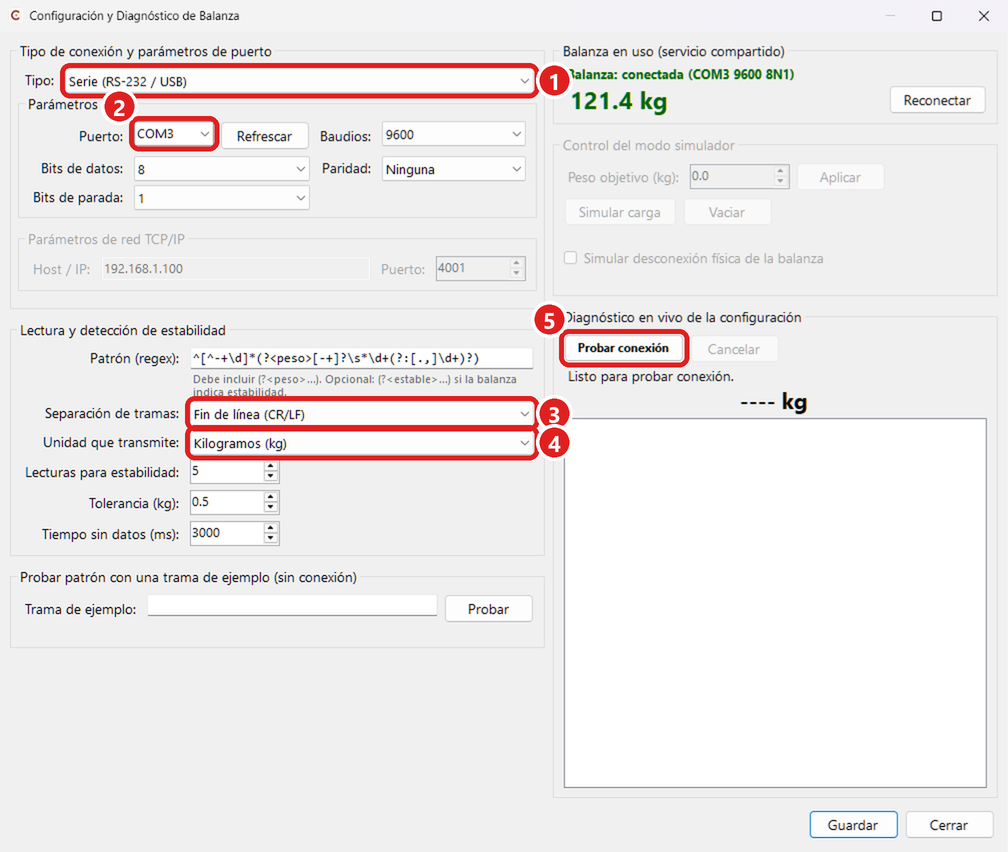 Configuración y Diagnóstico de Balanza
Tipo de conexión y parámetros de puerto
Tipo: Serie (RS-232 / USB) 1
Parámetros 2
Puerto: COM3 Refrescar Baudios: 9600
Bits de datos: 8 Paridad: Ninguna
Bits de parada: 1
Parámetros de red TCP/IP
Host / IP: 192.168.1.100 Puerto: 4001
Lectura y detección de estabilidad
Patrón (regex): ^[^-+\d]*(?<peso>[-+]?\s*\d+(?:[.,]\d+)?)
Debe incluir (?<peso>...). Opcional: (?<estable>...) si la balanza
indica estabilidad.
Separación de tramas: Fin de línea (CR/LF) 3
Unidad que transmite: Kilogramos (kg) 4
Lecturas para estabilidad: 5
Tolerancia (kg): 0.5
Tiempo sin datos (ms): 3000
Probar patrón con una trama de ejemplo (sin conexión)
Trama de ejemplo: Probar
Balanza en uso (servicio compartido)
Balanza: conectada (COM3 9600 8N1)
121.4 kg Reconectar
Control del modo simulador
Peso objetivo (kg): 0.0 Aplicar
Simular carga Vaciar
Simular desconexión física de la balanza
5 Diagnóstico en vivo de la configuración
Probar conexión Cancelar
Listo para probar conexión.
---- kg
Guardar Cerrar